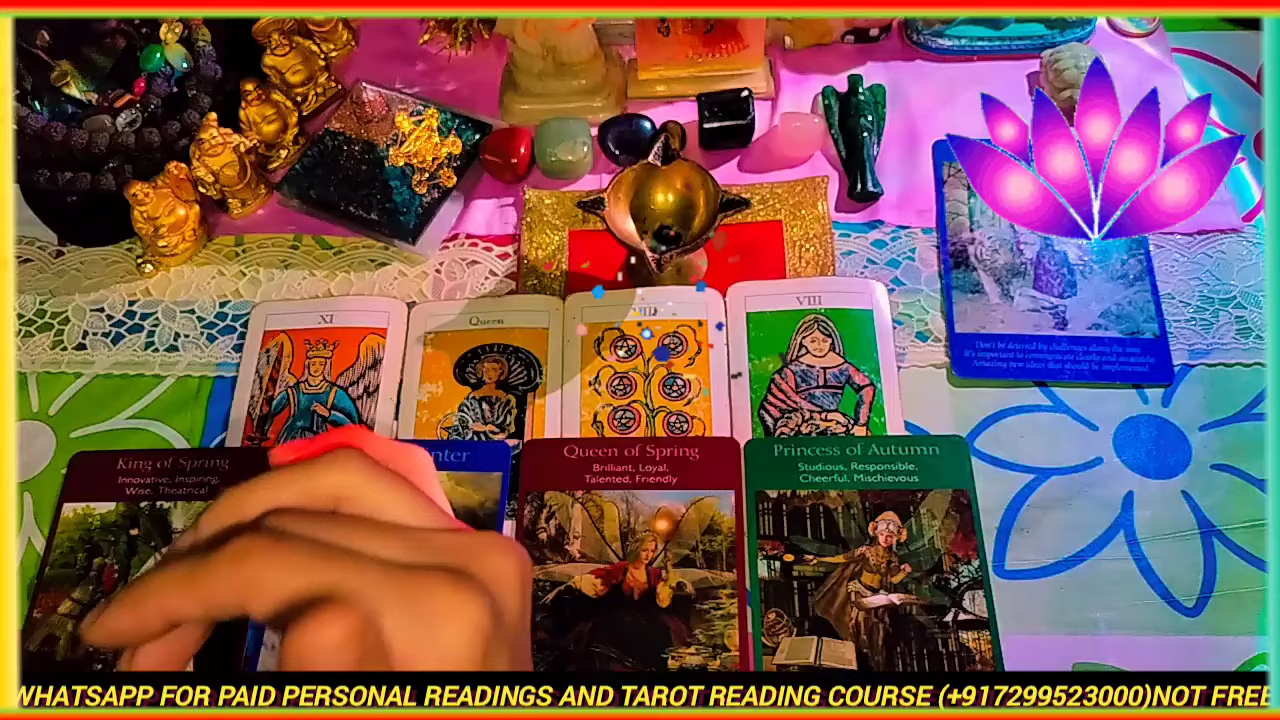 XI
Queen
VIII
Don't be deterred by challenges along the way.
It's important to communicate clearly and accurately.
Amazing new ideas that should be implemented.
King of Spring
Innovative, Inspiring,
Wise, Theatrical
Queen of Spring
Brilliant, Loyal,
Talented, Friendly
Princess of Autumn
Studious, Responsible,
Cheerful, Mischievous
WHATSAPP FOR PAID PERSONAL READINGS AND TAROT READING COURSE (+917299523000)NOT FREE